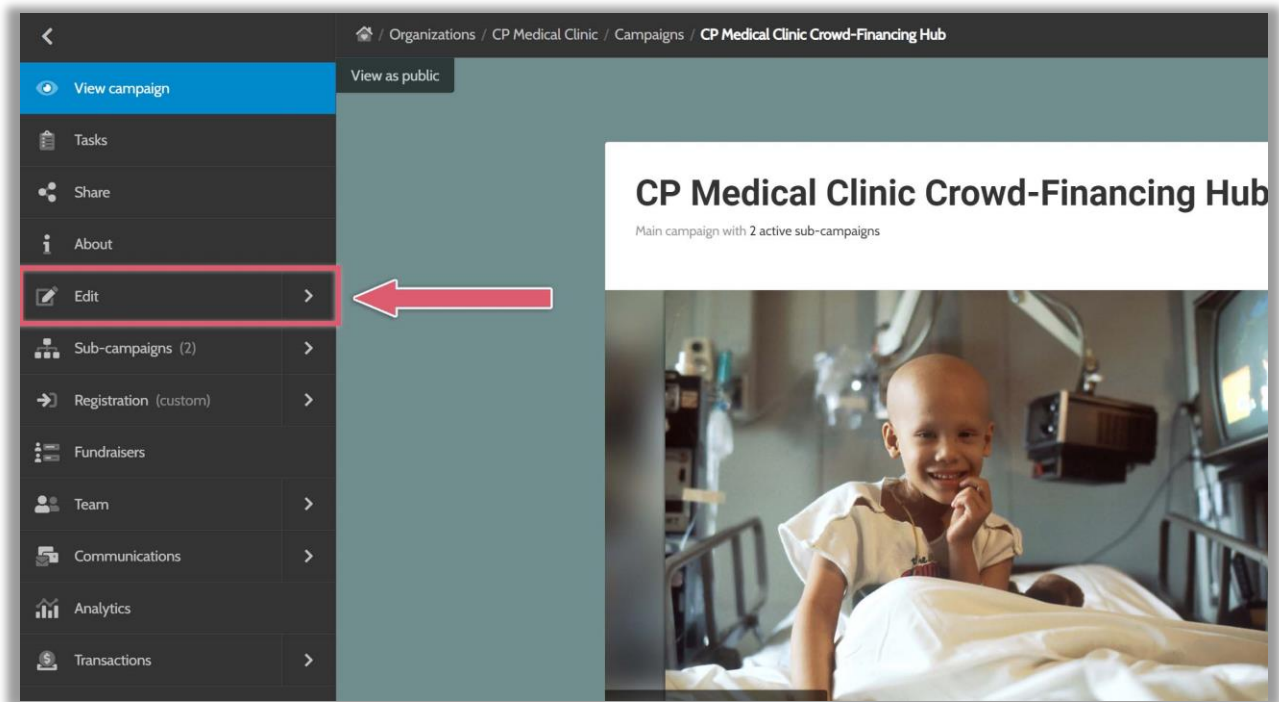 / Organizations / CP Medical Clinic / Campaigns / CP Medical Clinic Crowd-Financing Hub
View campaign
View as public
Tasks
Share
About
Edit
Sub-campaigns (2)
Registration (custom)
Fundraisers
Team
Communications
Analytics
Transactions
CP Medical Clinic Crowd-Financing Hub
Main campaign with 2 active sub-campaigns